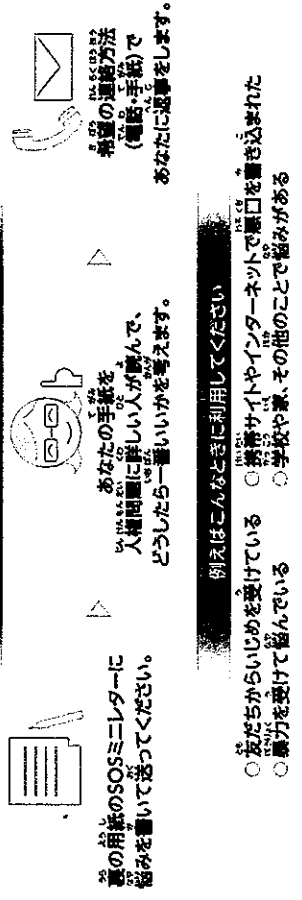 裏の用紙のSOSミニレターに
悩みを書いて送ってください。
あなたの手紙を
人権問題に詳しい人が読んで、
どうしたら一番いいかを考えます。
希望の連絡方法
(電話・手紙)で
あなたに返事をします。
例えばこんなときに利用してください
○友だちからいじめを受けている
○暴力を受けて悩んでいる
○携帯サイトやインターネットで悪口を書き込まれた
○学校や家、その他のことで悩みがある